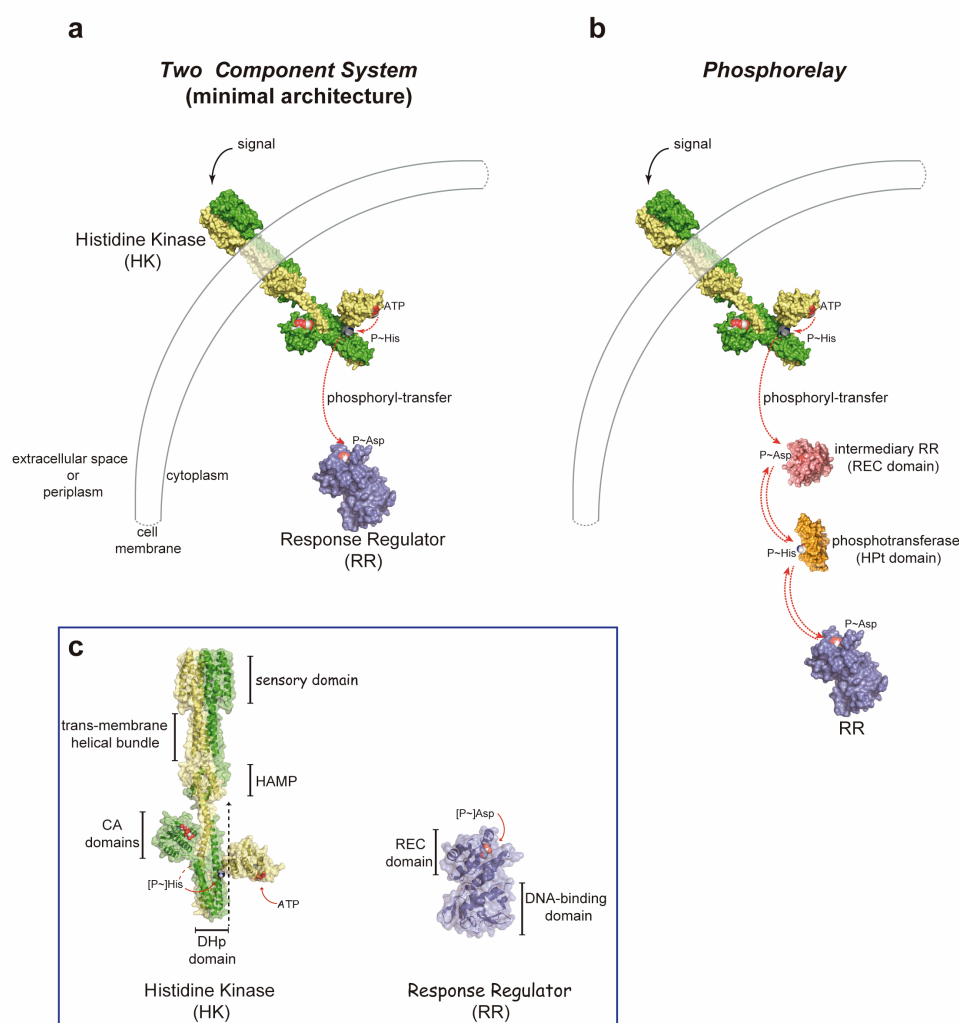 a
Two Component System
(minimal architecture)
signal
Histidine Kinase
(HK)
ATP
P~His
phosphoryl-transfer
P~Asp
extracellular space
or
periplasm
cytoplasm
cell
membrane
Response Regulator
(RR)
b
Phosphorelay
signal
ATP
P~His
phosphoryl-transfer
P~Asp
intermediary RR
(REC domain)
P~His
phosphotransferase
(HPt domain)
P~Asp
RR
c
sensory domain
trans-membrane
helical bundle
HAMP
CA
domains
[P~]His
ATP
DHp
domain
Histidine Kinase
(HK)
[P~]Asp
REC
domain
DNA-binding
domain
Response Regulator
(RR)